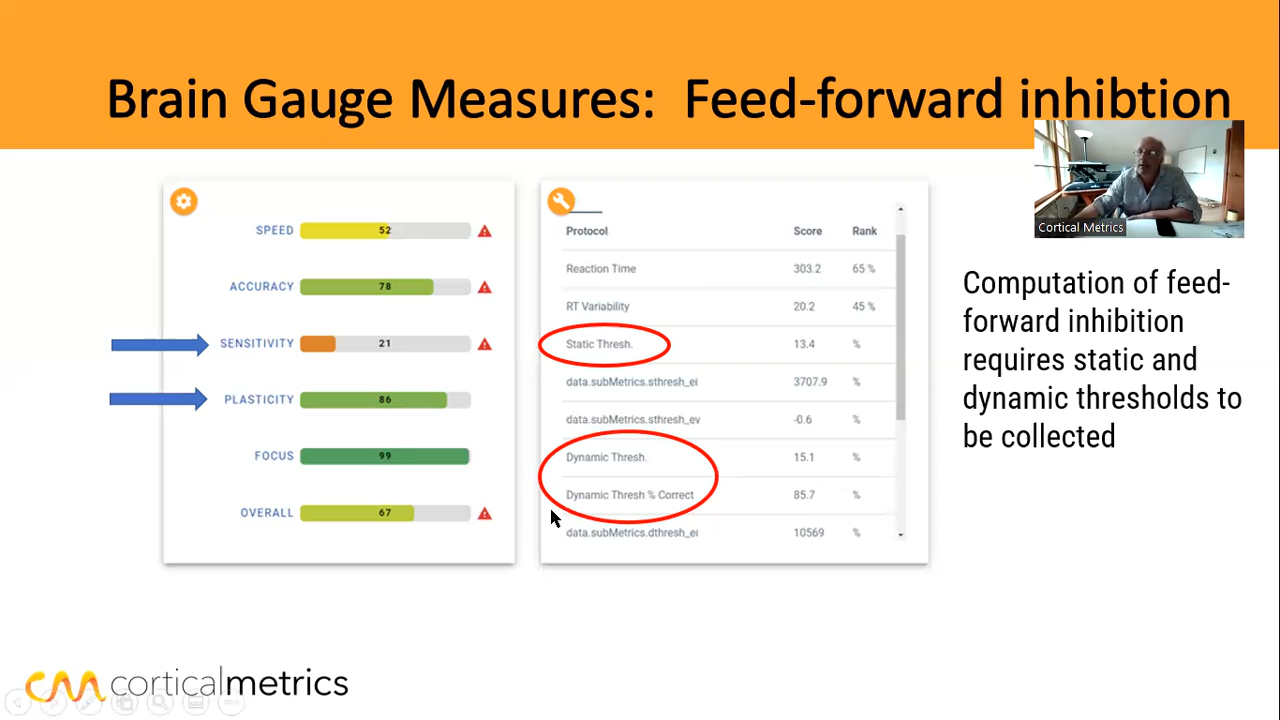 Brain Gauge Measures:  Feed-forward inhibtion
Cortical Metrics
SPEED 52
ACCURACY 78
SENSITIVITY 21
PLASTICITY 86
FOCUS 99
OVERALL 67
Protocol Score Rank
Reaction Time 303.2 65 %
RT Variability 20.2 45 %
Static Thresh. 13.4 %
data.subMetrics.sthresh_ei 3707.9 %
data.subMetrics.sthresh_ev -0.6 %
Dynamic Thresh. 15.1 %
Dynamic Thresh % Correct 85.7 %
data.subMetrics.dthresh_ei 10569 %
Computation of feed-
forward inhibition
requires static and
dynamic thresholds to
be collected
corticalmetrics